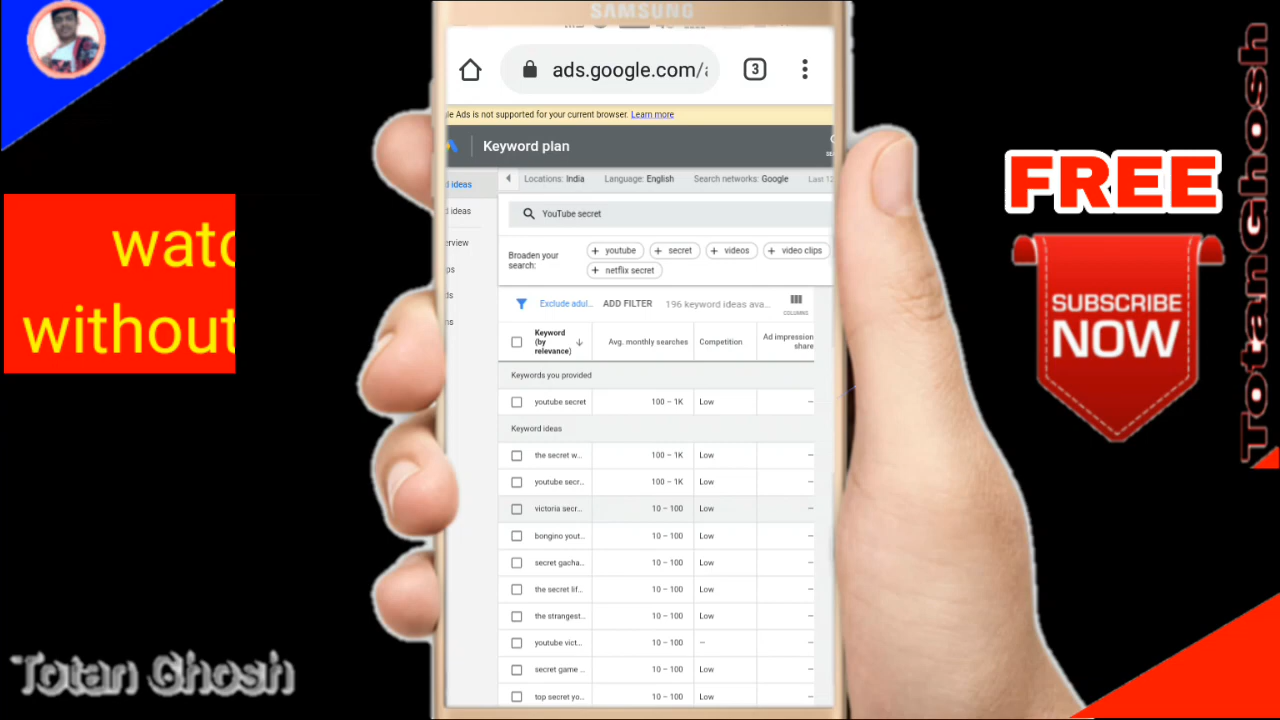 SAMSUNG
ads.google.com/
3
le Ads is not supported for your current browser. Learn more
Keyword plan
d ideas
Locations: India Language: English Search networks: Google Last 12
d ideas
YouTube secret
erview
Broaden your search:
+ youtube + secret + videos + video clips
+ netflix secret
Exclude adul... ADD FILTER 196 keyword ideas ava...
COLUMNS
Keyword (by relevance) Avg. monthly searches Competition Ad impression share
Keywords you provided
youtube secret 100 – 1K Low –
Keyword ideas
the secret w... 100 – 1K Low –
youtube secr... 100 – 1K Low –
victoria secr... 10 – 100 Low –
bongino yout... 10 – 100 Low –
secret gacha... 10 – 100 Low –
the secret lif... 10 – 100 Low –
the strangest... 10 – 100 Low –
youtube vict... 10 – 100 – –
secret game ... 10 – 100 Low –
top secret yo... 10 – 100 Low –
watc
without
Totan Ghosh
FREE
SUBSCRIBE
NOW
TotanGhosh